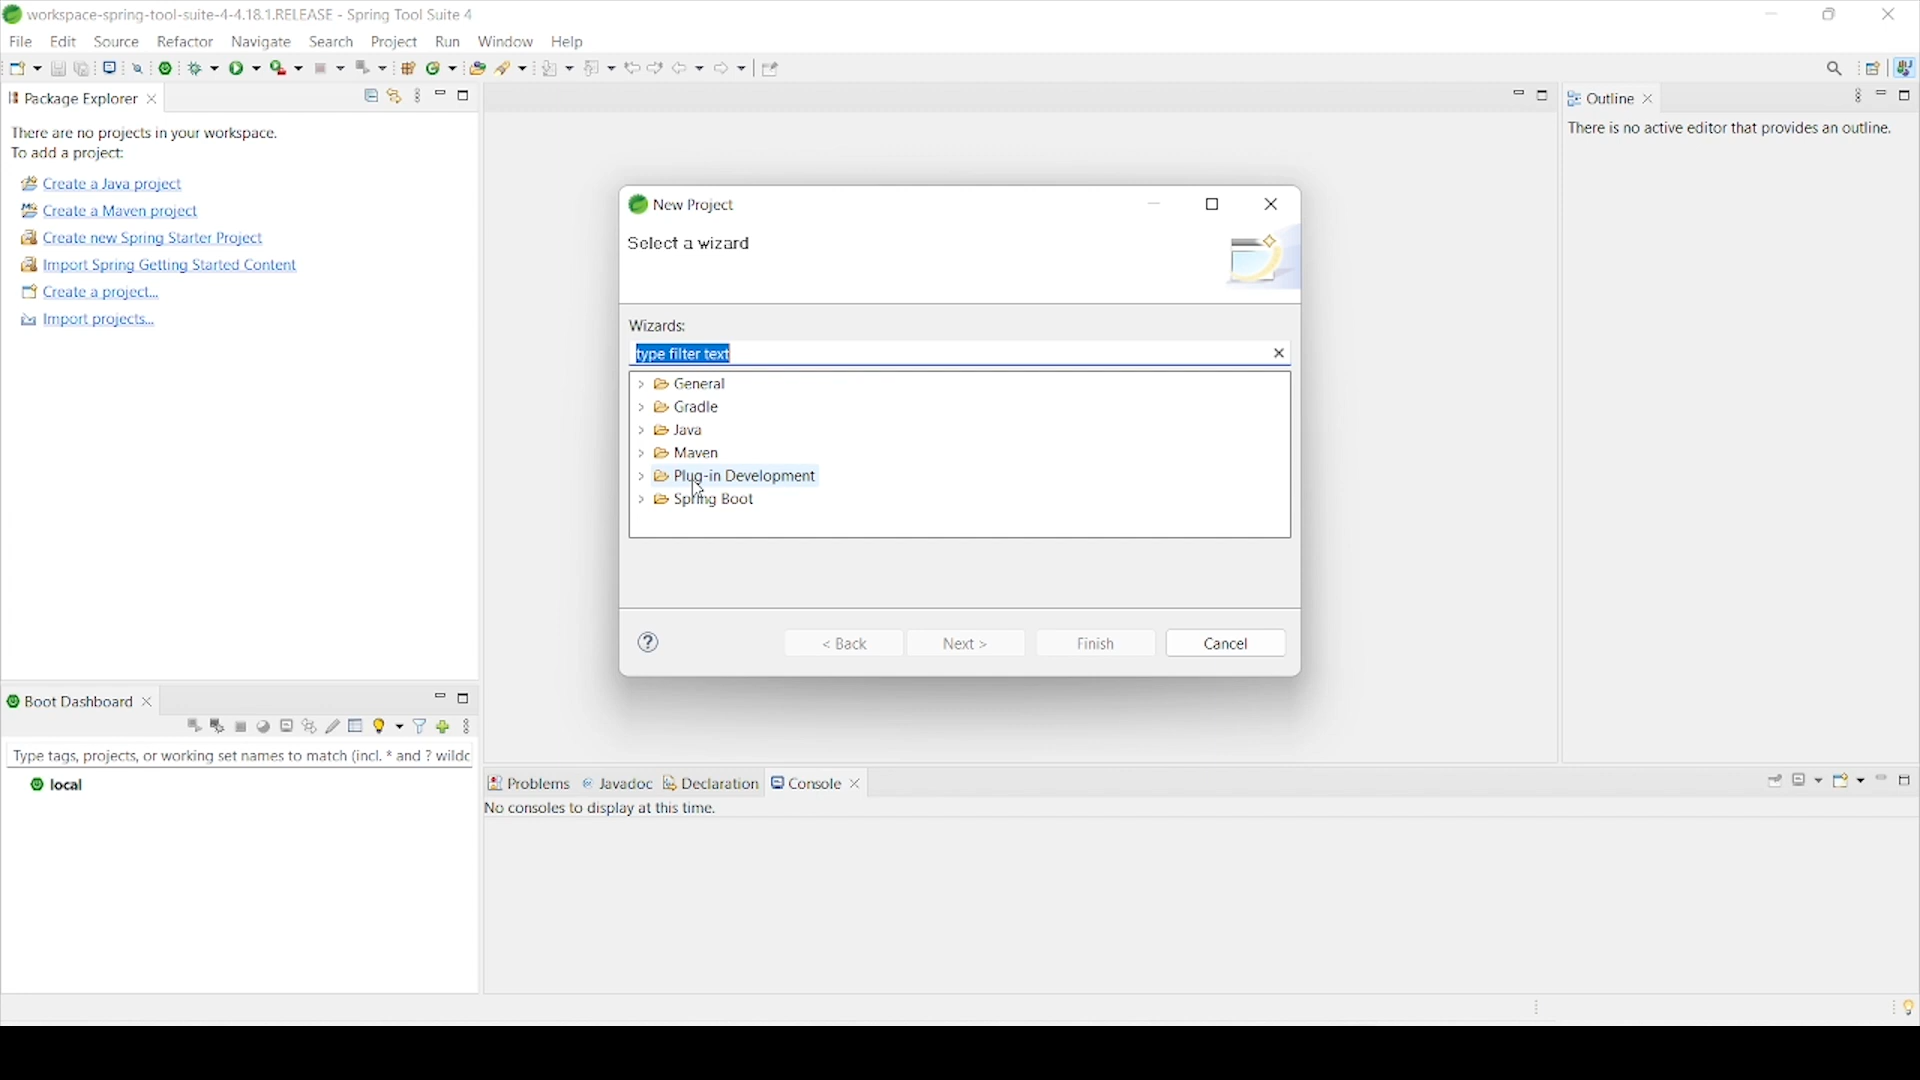 workspace-spring-tool-suite-4-4.18.1.RELEASE - Spring Tool Suite 4
File Edit Source Refactor Navigate Search Project Run Window Help
Package Explorer
There are no projects in your workspace.
To add a project:
Create a Java project
Create a Maven project
Create new Spring Starter Project
Import Spring Getting Started Content
Create a project...
Import projects...
Outline
There is no active editor that provides an outline.
New Project
Select a wizard
Wizards:
type filter text
General
Gradle
Java
Maven
Plug-in Development
Spring Boot
< Back Next > Finish Cancel
Boot Dashboard
Type tags, projects, or working set names to match (incl. * and ? wildc
local
Problems Javadoc Declaration Console
No consoles to display at this time.